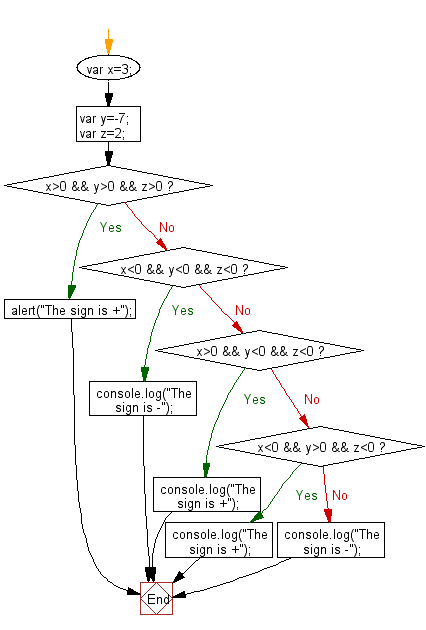 var x=3;
var y=-7;
var z=2;
x>0 && y>0 && z>0 ?
Yes
No
x<0 && y<0 && z<0 ?
alert("The sign is +");
Yes
No
x>0 && y<0 && z<0 ?
console.log("The
sign is -");
Yes
No
x<0 && y>0 && z<0 ?
console.log("The
sign is +");
Yes
No
console.log("The
sign is +");
console.log("The
sign is -");
End